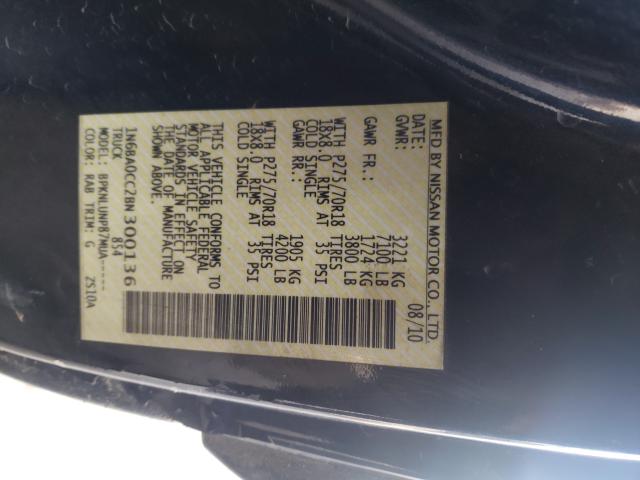 MFD BY NISSAN MOTOR CO., LTD.
DATE: 08/10
GVWR: 3221 KG
7100 LB
GAWR FR.: 1724 KG
3800 LB
WITH P275/70R18 TIRES
18X8.0 RIMS AT 35 PSI
COLD SINGLE
GAWR RR.: 1905 KG
4200 LB
WITH P275/70R18 TIRES
18X8.0 RIMS AT 35 PSI
COLD SINGLE
THIS VEHICLE CONFORMS TO
ALL APPLICABLE FEDERAL
MOTOR VEHICLE SAFETY
STANDARDS IN EFFECT ON
THE DATE OF MANUFACTURE
SHOWN ABOVE.
1N6BA0CC2BN300136
TRUCK 854
MODEL: BPKNLUNP87MUA-----
COLOR: RAB TRIM: G 2S10A